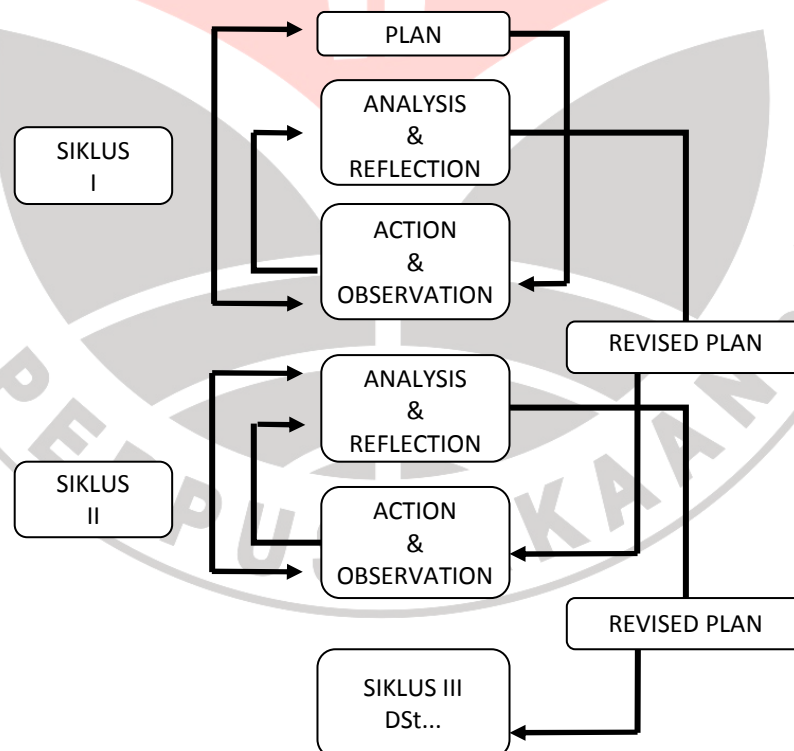 PLAN
ANALYSIS
&
REFLECTION
SIKLUS
I
ACTION
&
OBSERVATION
REVISED PLAN
ANALYSIS
&
REFLECTION
SIKLUS
II
ACTION
&
OBSERVATION
REVISED PLAN
SIKLUS III
DSt...